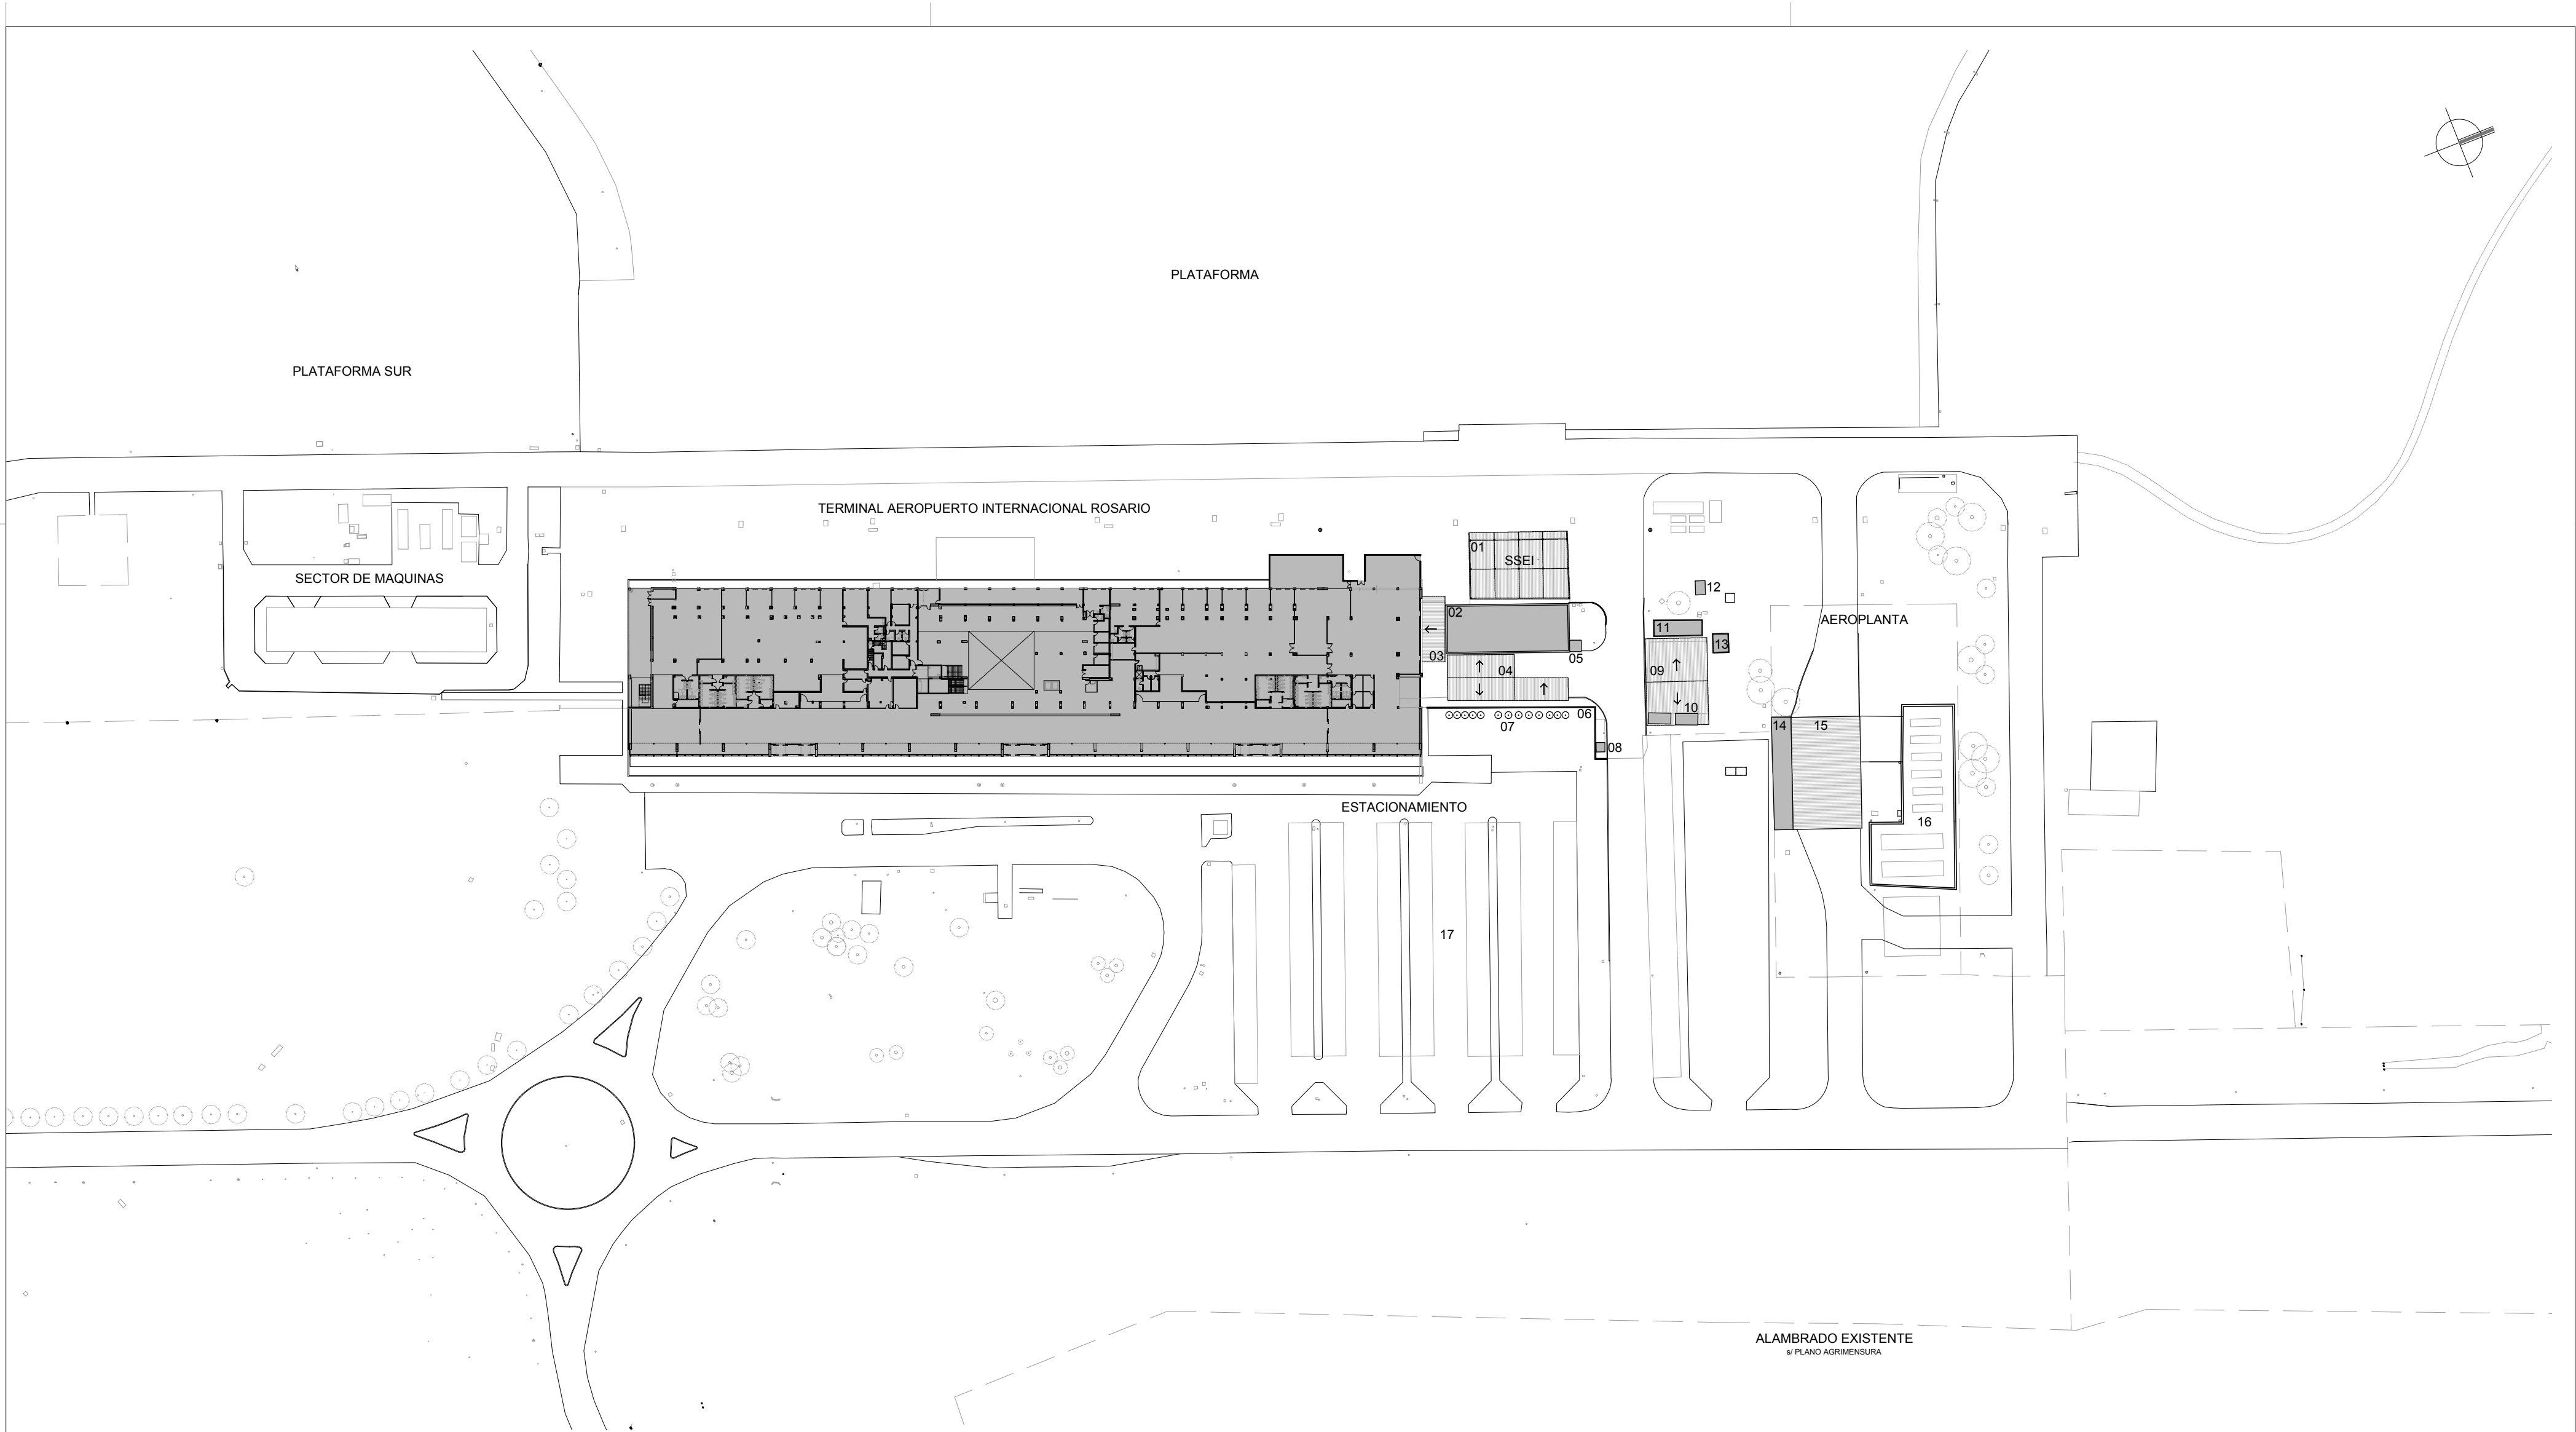 PLATAFORMA
PLATAFORMA SUR
TERMINAL AEROPUERTO INTERNACIONAL ROSARIO
01
SSEI
SECTOR DE MAQUINAS
12
02
AEROPLANTA
11
13
03
05
04
09
10
06
07
08
14
15
ESTACIONAMIENTO
16
17
ALAMBRADO EXISTENTE
s/ PLANO AGRIMENSURA